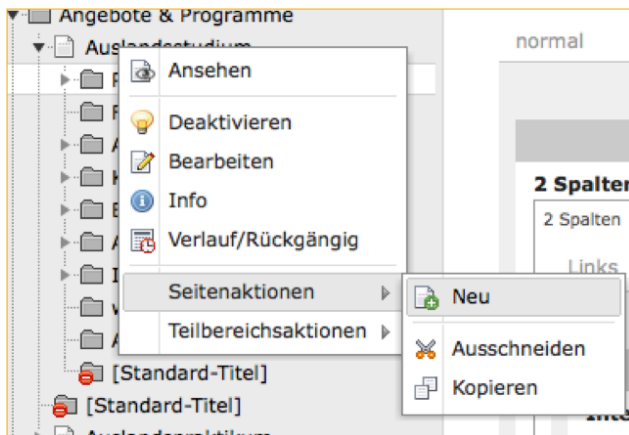 Angebote & Programme
Auslandsstudium
normal
Ansehen
Deaktivieren
Bearbeiten
2 Spalten
Info
2 Spalten
Verlauf/Rückgängig
Links
Seitenaktionen
Neu
Teilbereichsaktionen
Ausschneiden
[Standard-Titel]
Kopieren
[Standard-Titel]
Auslandspraktikum